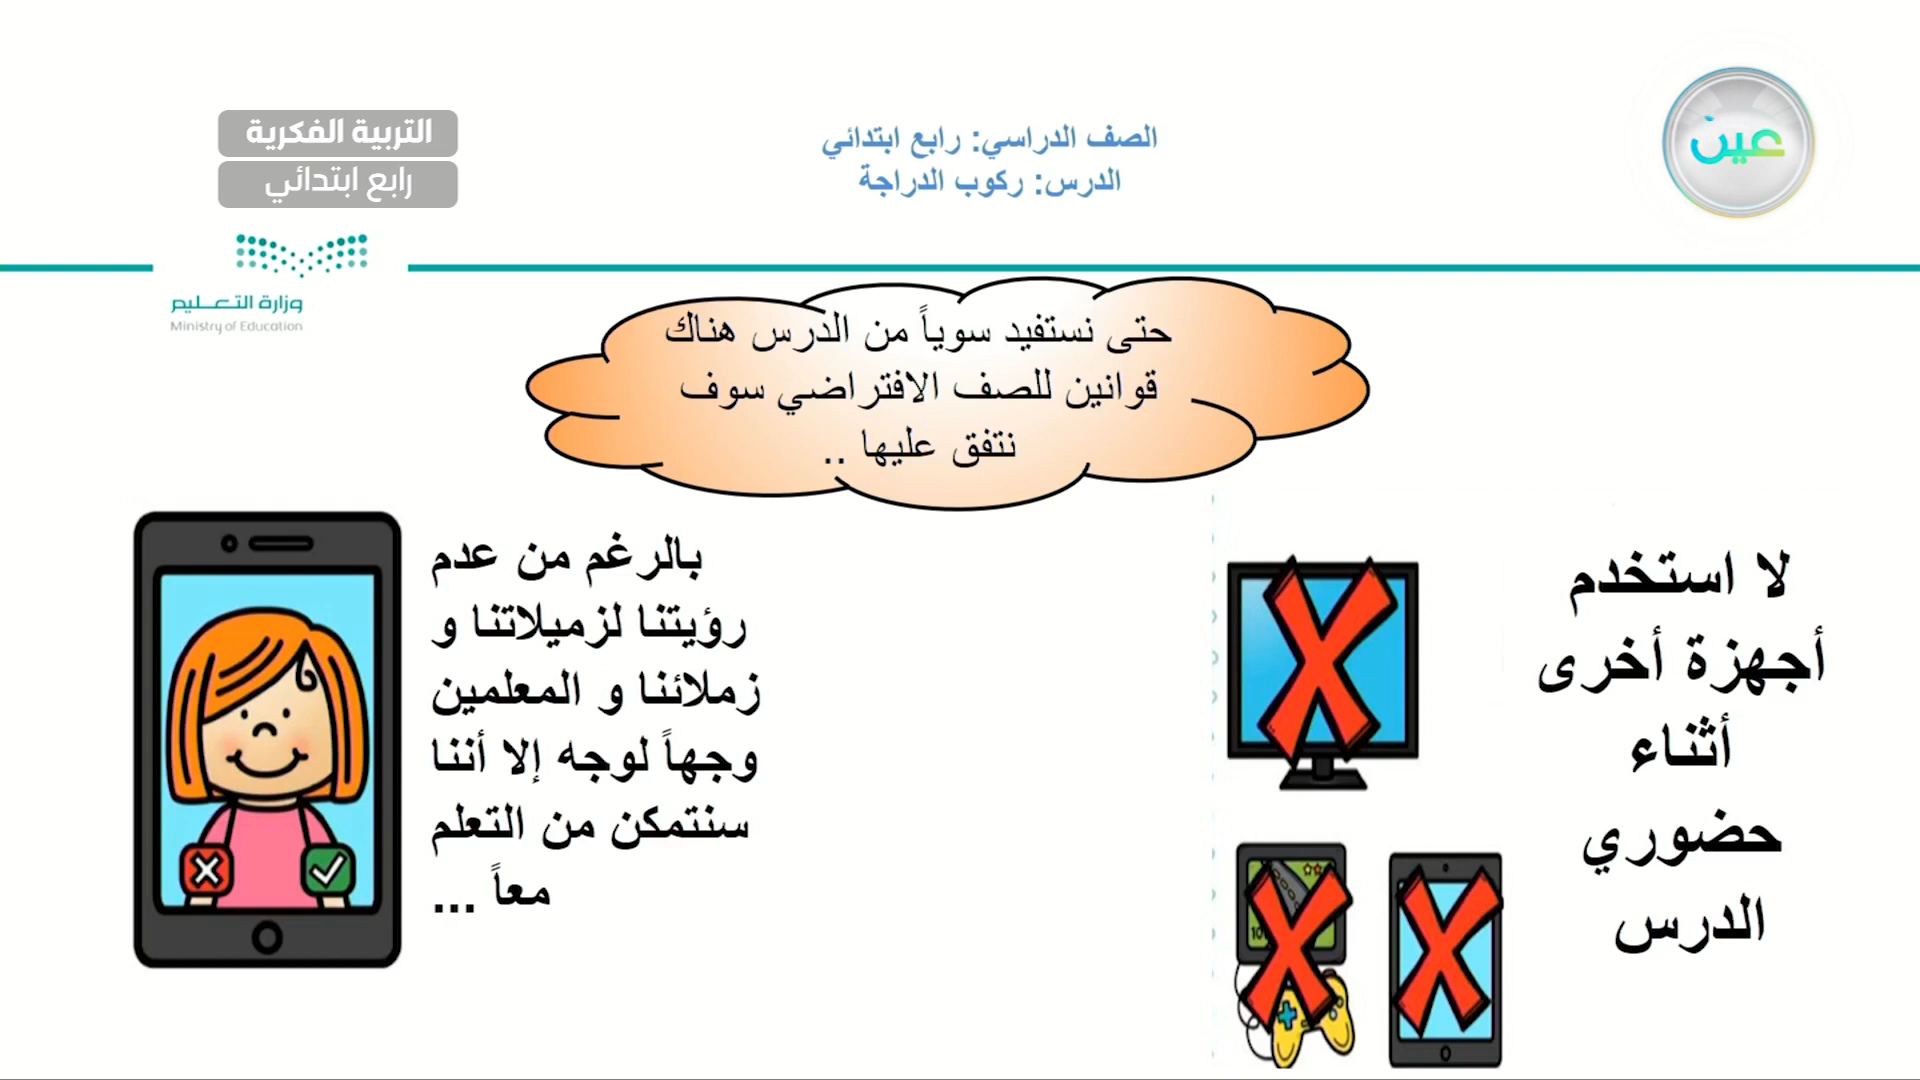 عين
الصف الدراسي: رابع ابتدائي
الدرس: ركوب الدراجة
التربية الفكرية
رابع ابتدائي
وزارة التعليم
Ministry of Education
حتى نستفيد سوياً من الدرس هناك
قوانين للصف الافتراضي سوف
نتفق عليها ..
لا استخدم
أجهزة أخرى
أثناء
حضوري
الدرس
بالرغم من عدم
رؤيتنا لزميلاتنا و
زملائنا و المعلمين
وجهاً لوجه إلا أننا
سنتمكن من التعلم
معاً ...